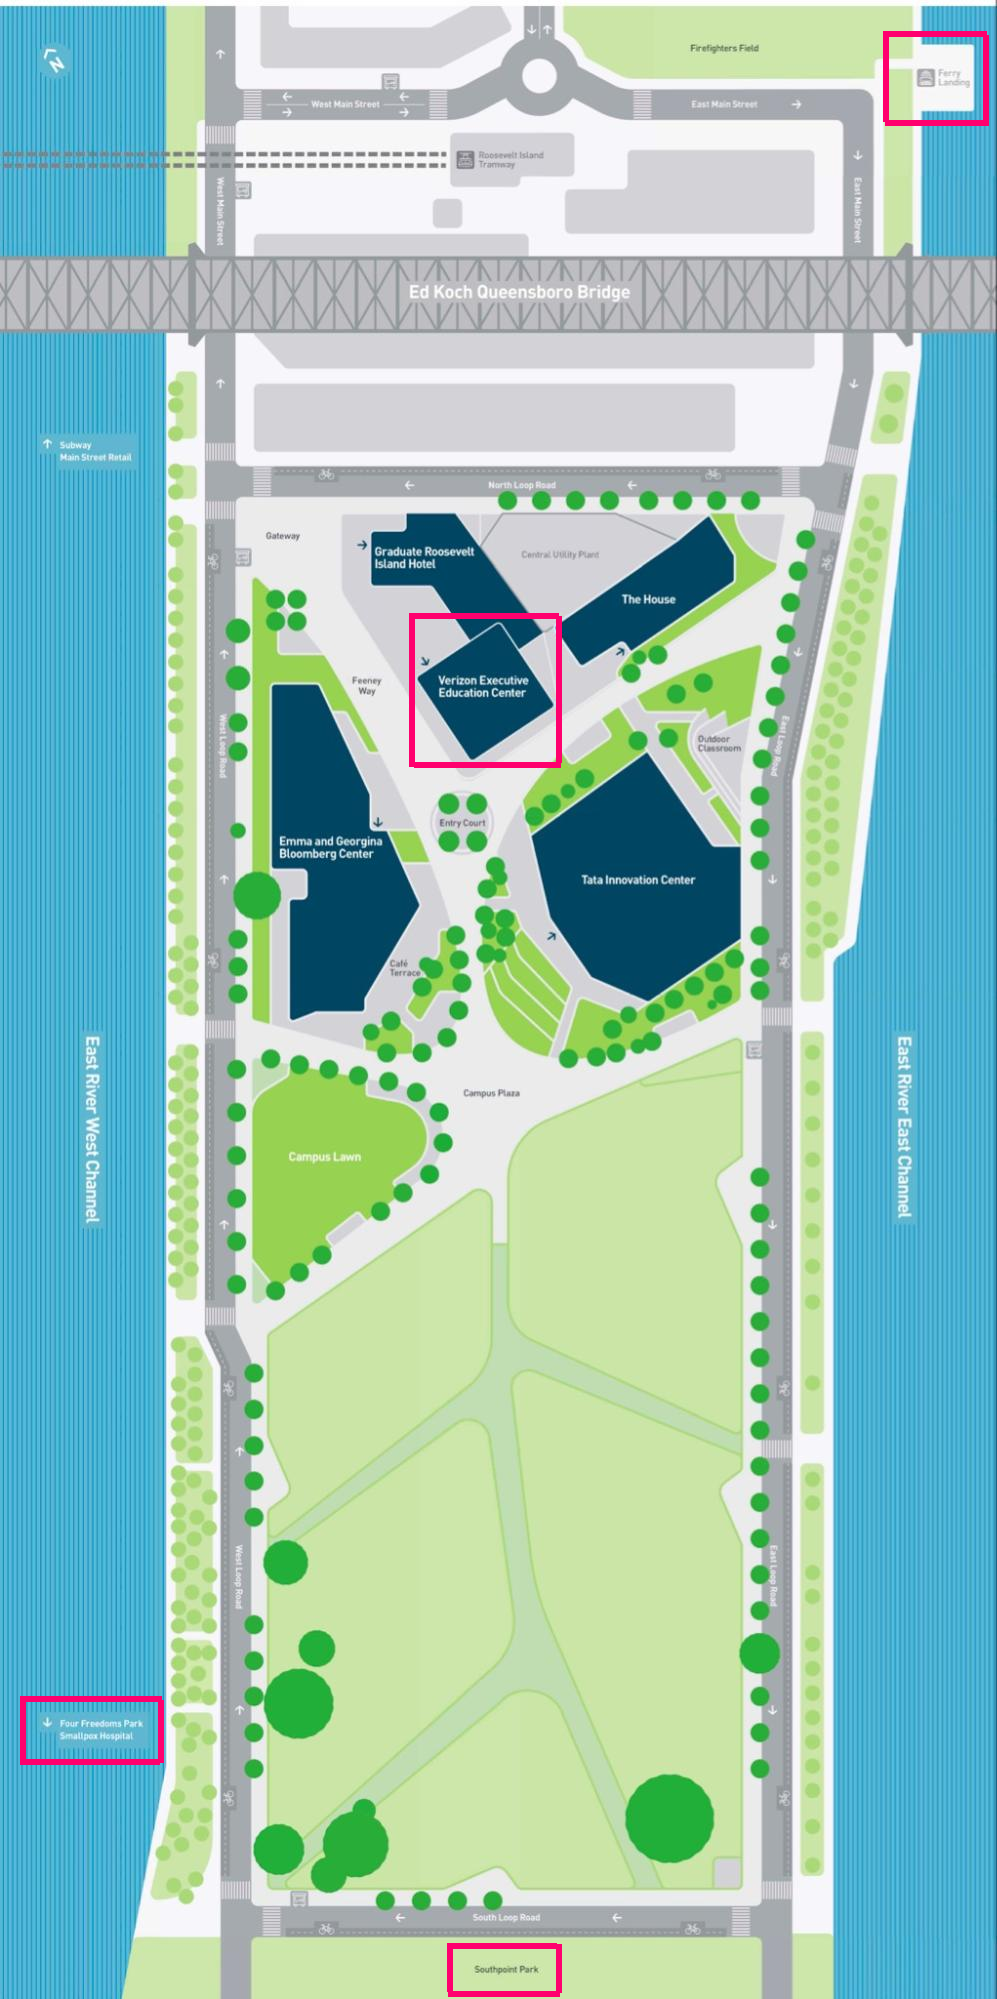 Firefighters Field
Ferry
Landing
West Main Street
East Main Street
Roosevelt Island
Tramway
West Main Street
East Main Street
Ed Koch Queensboro Bridge
Subway
Main Street Retail
North Loop Road
Gateway
Graduate Roosevelt
Island Hotel
Central Utility Plant
The House
Verizon Executive
Education Center
Feeney
Way
West Loop Road
Outdoor
Classroom
East Loop Road
Entry Court
Emma and Georgina
Bloomberg Center
Tata Innovation Center
Café
Terrace
East River West Channel
East River East Channel
Campus Plaza
Campus Lawn
West Loop Road
East Loop Road
Four Freedoms Park
Smallpox Hospital
South Loop Road
Southpoint Park
N